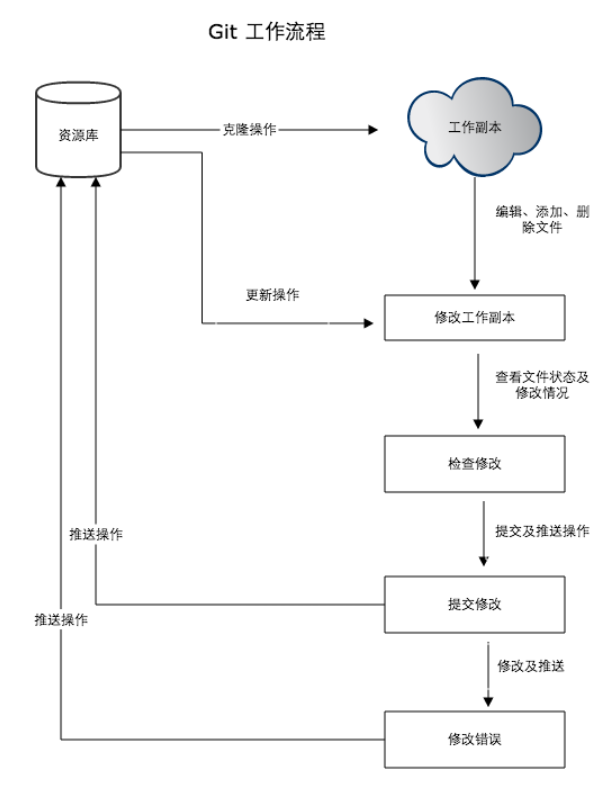 Git 工作流程
资源库
克隆操作
工作副本
编辑、添加、删
除文件
更新操作
修改工作副本
查看文件状态及
修改情况
检查修改
推送操作
提交及推送操作
提交修改
推送操作
修改及推送
修改错误